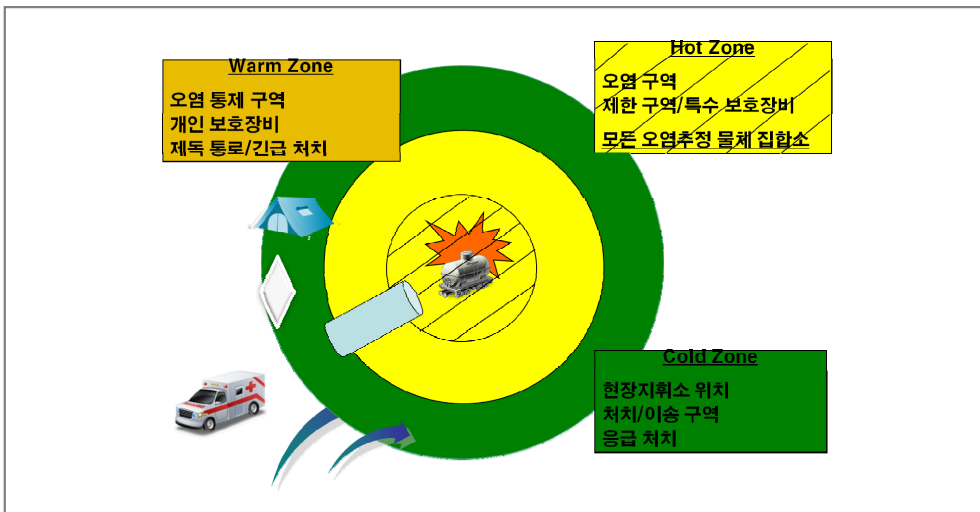 Warm Zone
오염 통제 구역
개인 보호장비
제독 통로/긴급 처치
Hot Zone
오염 구역
제한 구역/특수 보호장비
모든 오염추정 물체 집합소
Cold Zone
현장지휘소 위치
처치/이송 구역
응급 처치